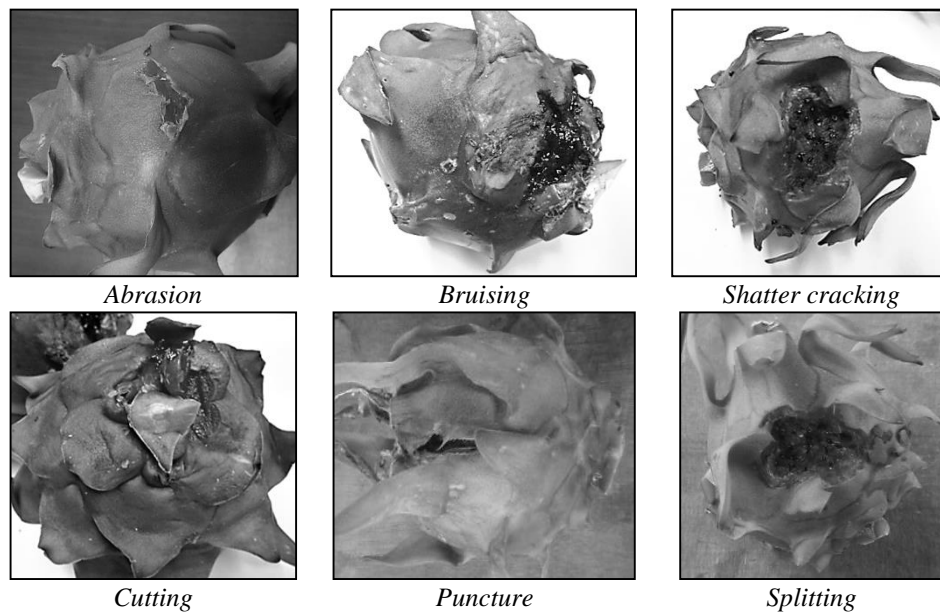 Abrasion
Bruising
Shatter cracking
Cutting
Puncture
Splitting